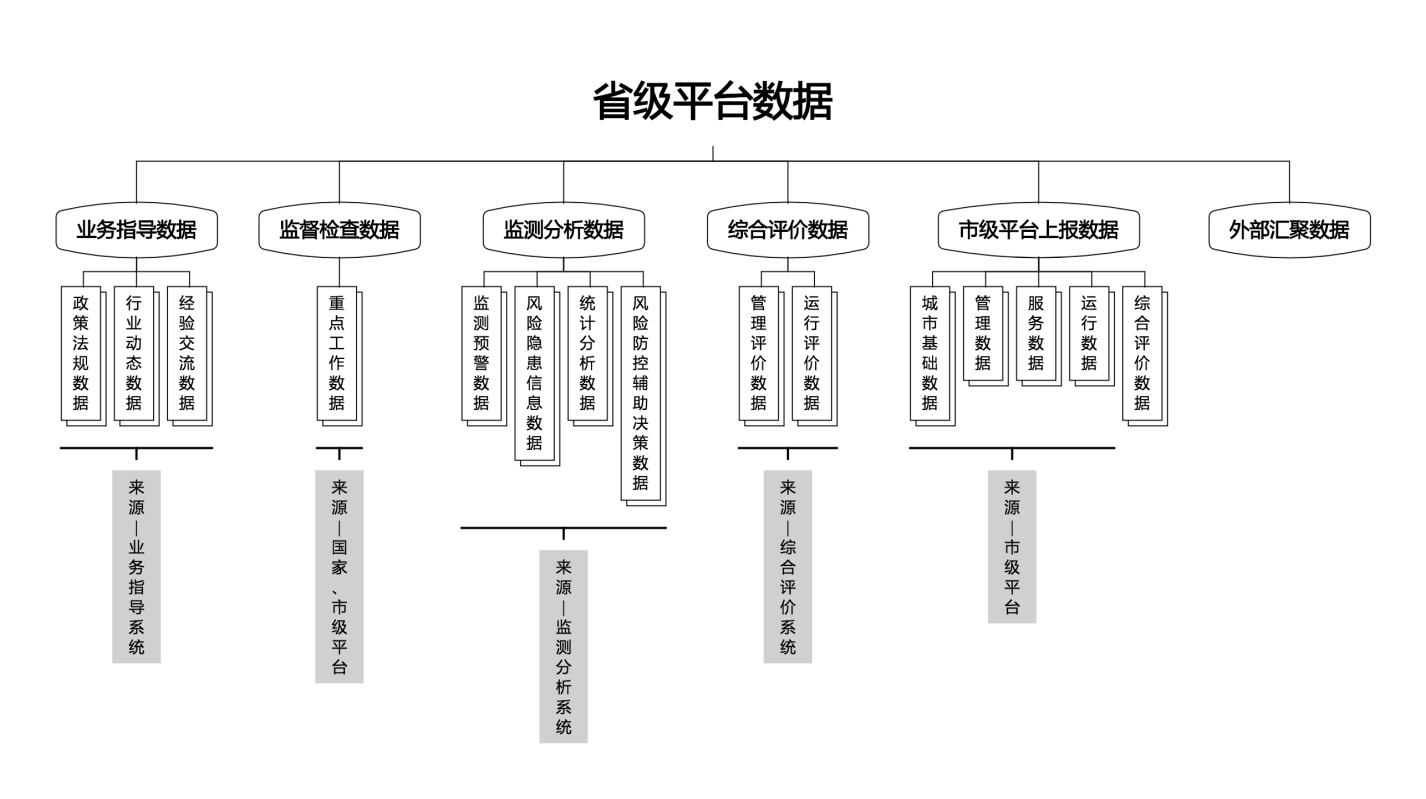 省级平台数据
业务指导数据
监督检查数据
监测分析数据
综合评价数据
市级平台上报数据
外部汇聚数据
政策法规数据
行业动态数据
经验交流数据
重点工作数据
监测预警数据
风险隐患信息数据
统计分析数据
风险防控辅助决策数据
管理评价数据
运行评价数据
城市基础数据
管理数据
服务数据
运行数据
综合评价数据
来源—业务指导系统
来源—国家、市级平台
来源—监测分析系统
来源—综合评价系统
来源—市级平台